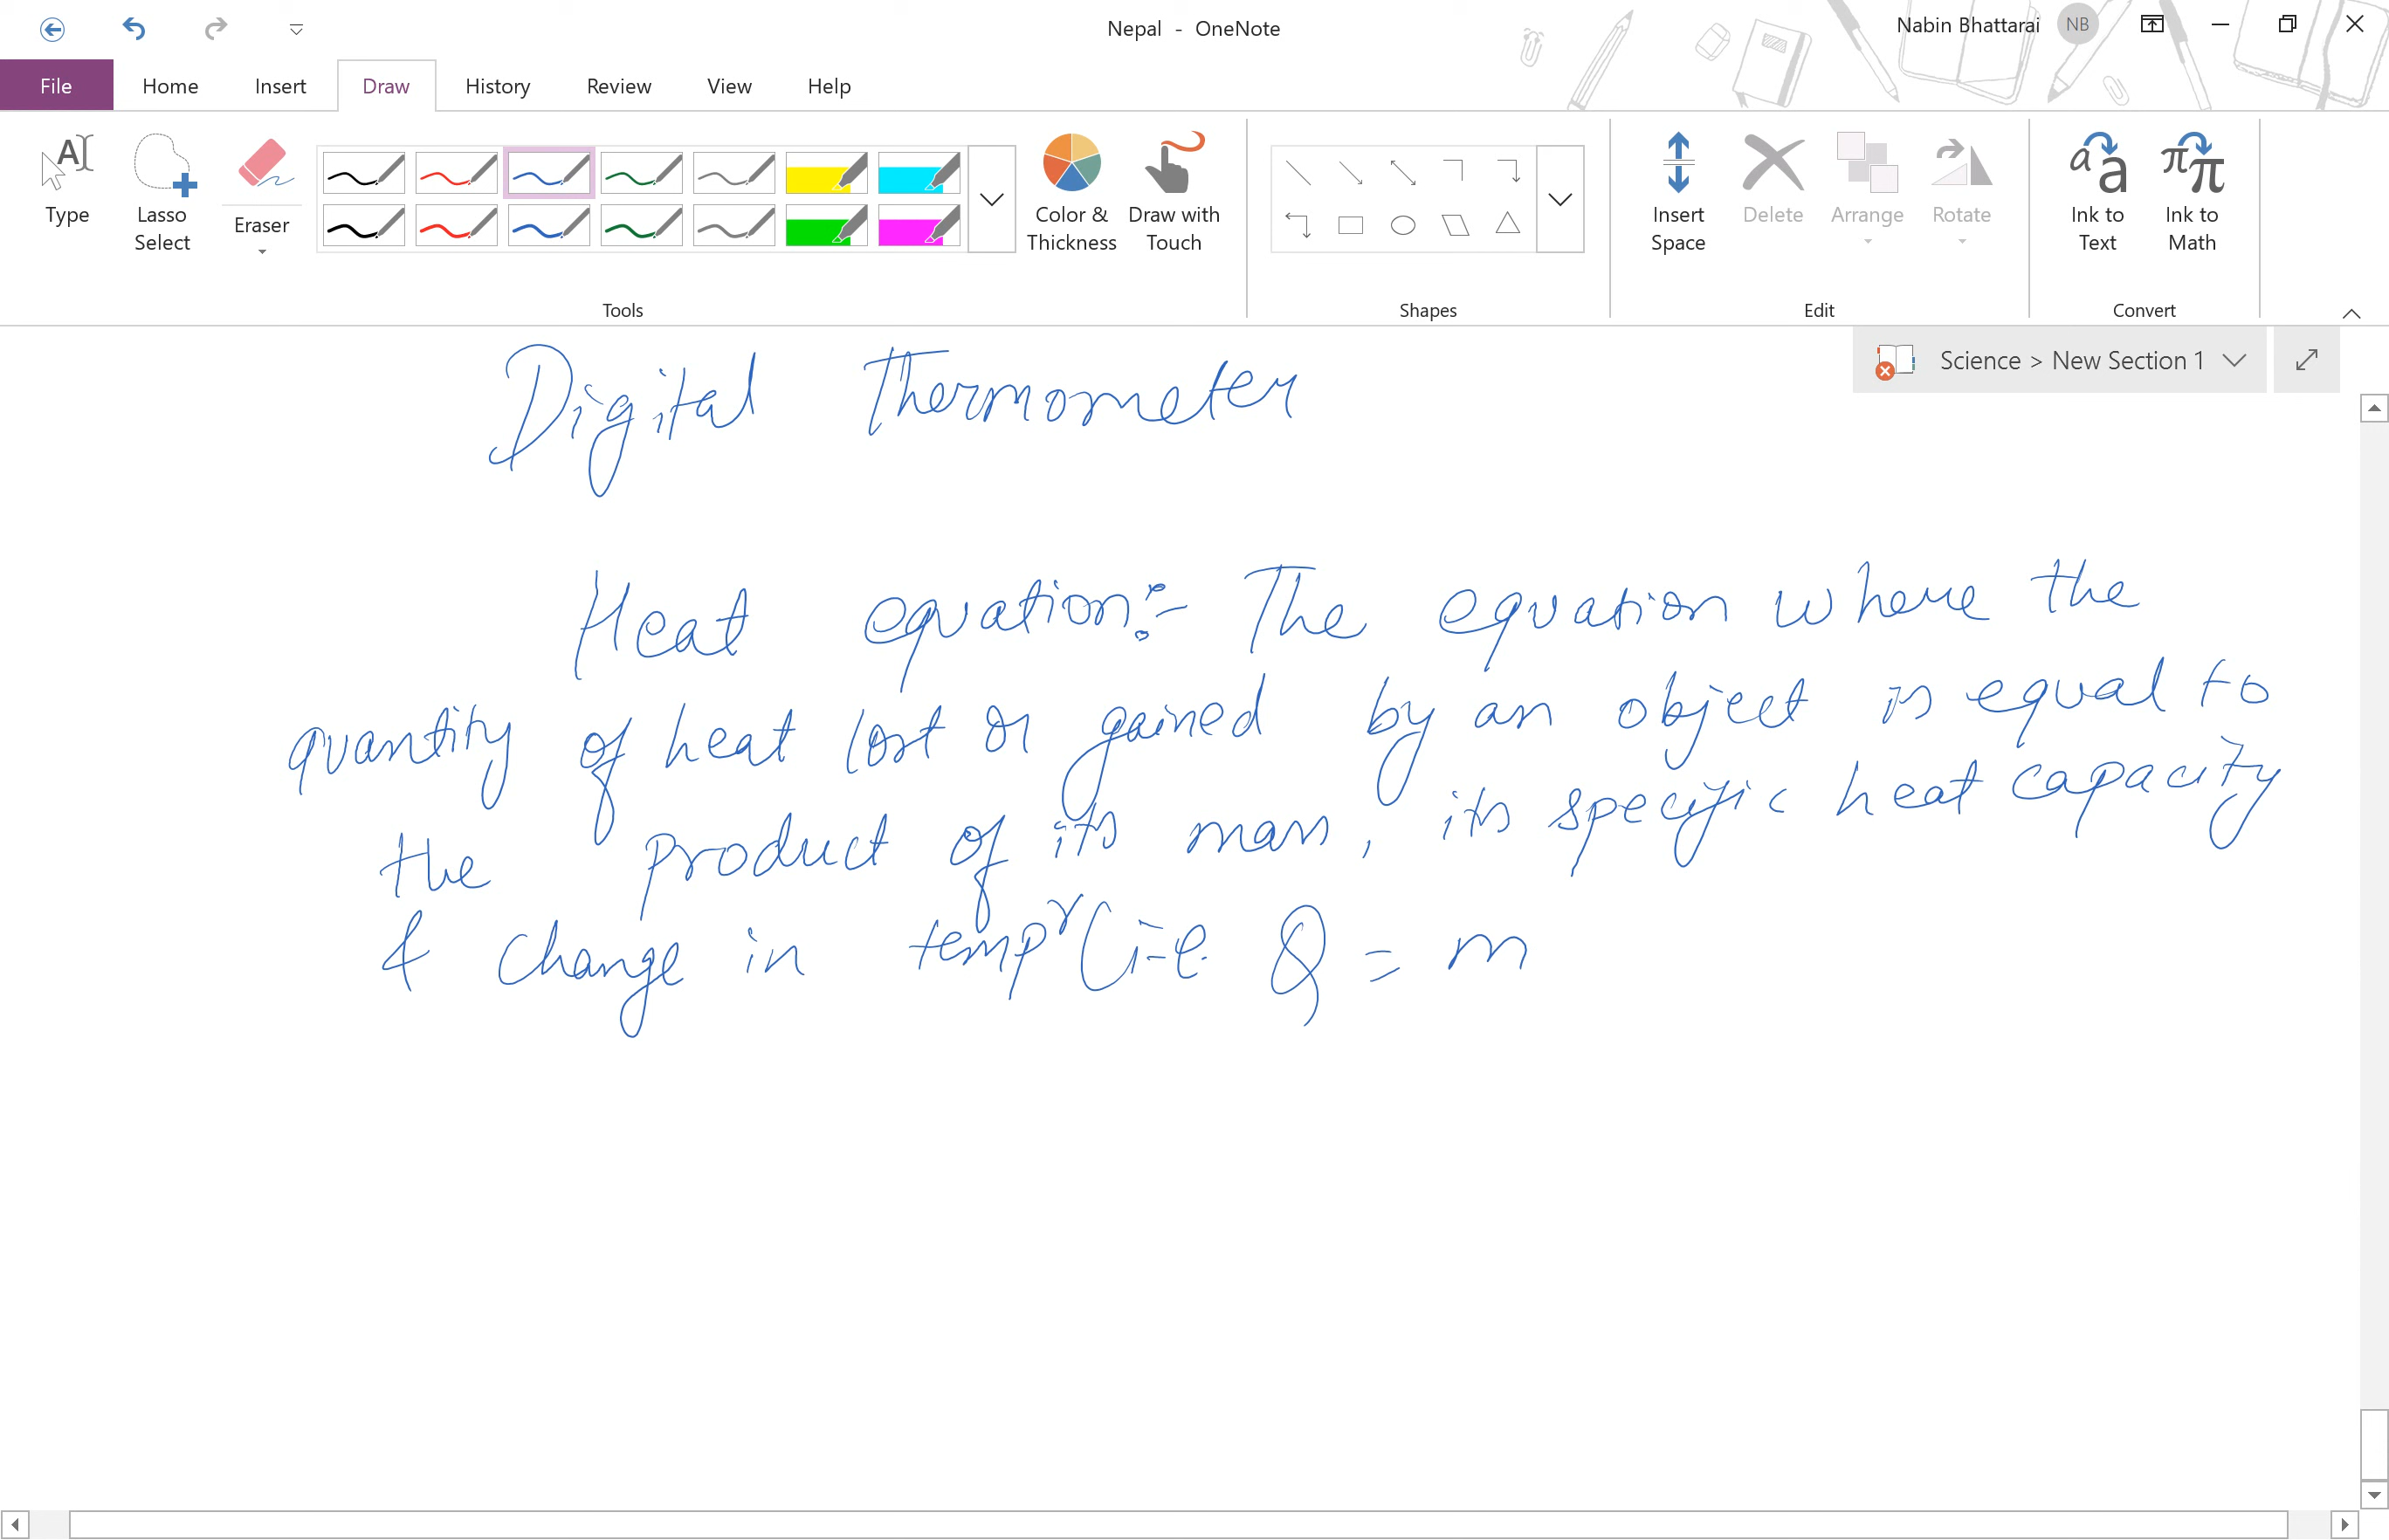 Nepal - OneNote
Nabin Bhattarai NB
File Home Insert Draw History Review View Help
Type
Lasso Select
Eraser
Color & Thickness
Draw with Touch
Insert Space
Delete
Arrange
Rotate
Ink to Text
Ink to Math
Tools Shapes Edit Convert
Science > New Section 1
Digital Thermometer
Heat equation:- The equation where the
quantity of heat lost or gained by an object is equal to
the product of its mass, its specific heat capacity
& change in tempr (i.e. Q = m